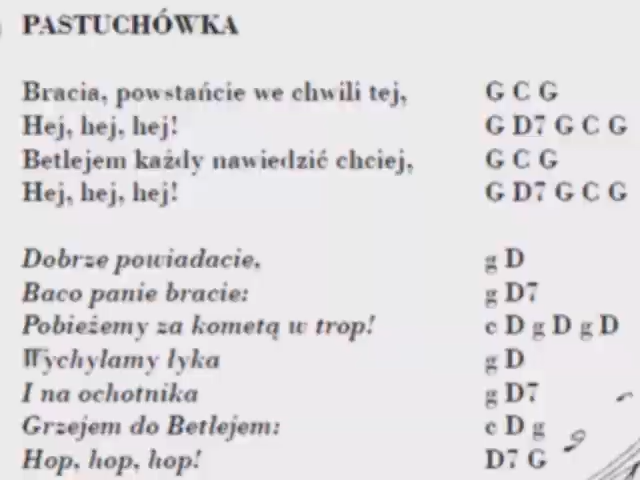 PASTUCHÓWKA
Bracia, powstańcie we chwili tej, G C G
Hej, hej, hej! G D7 G C G
Betlejem każdy nawiedzić chciej, G C G
Hej, hej, hej! G D7 G C G
Dobrze powiadacie, g D
Baco panie bracie: g D7
Pobieżemy za kometą w trop! c D g D g D
Wychylamy łyka g D
I na ochotnika g D7
Grzejem do Betlejem: c D g
Hop, hop, hop! D7 G